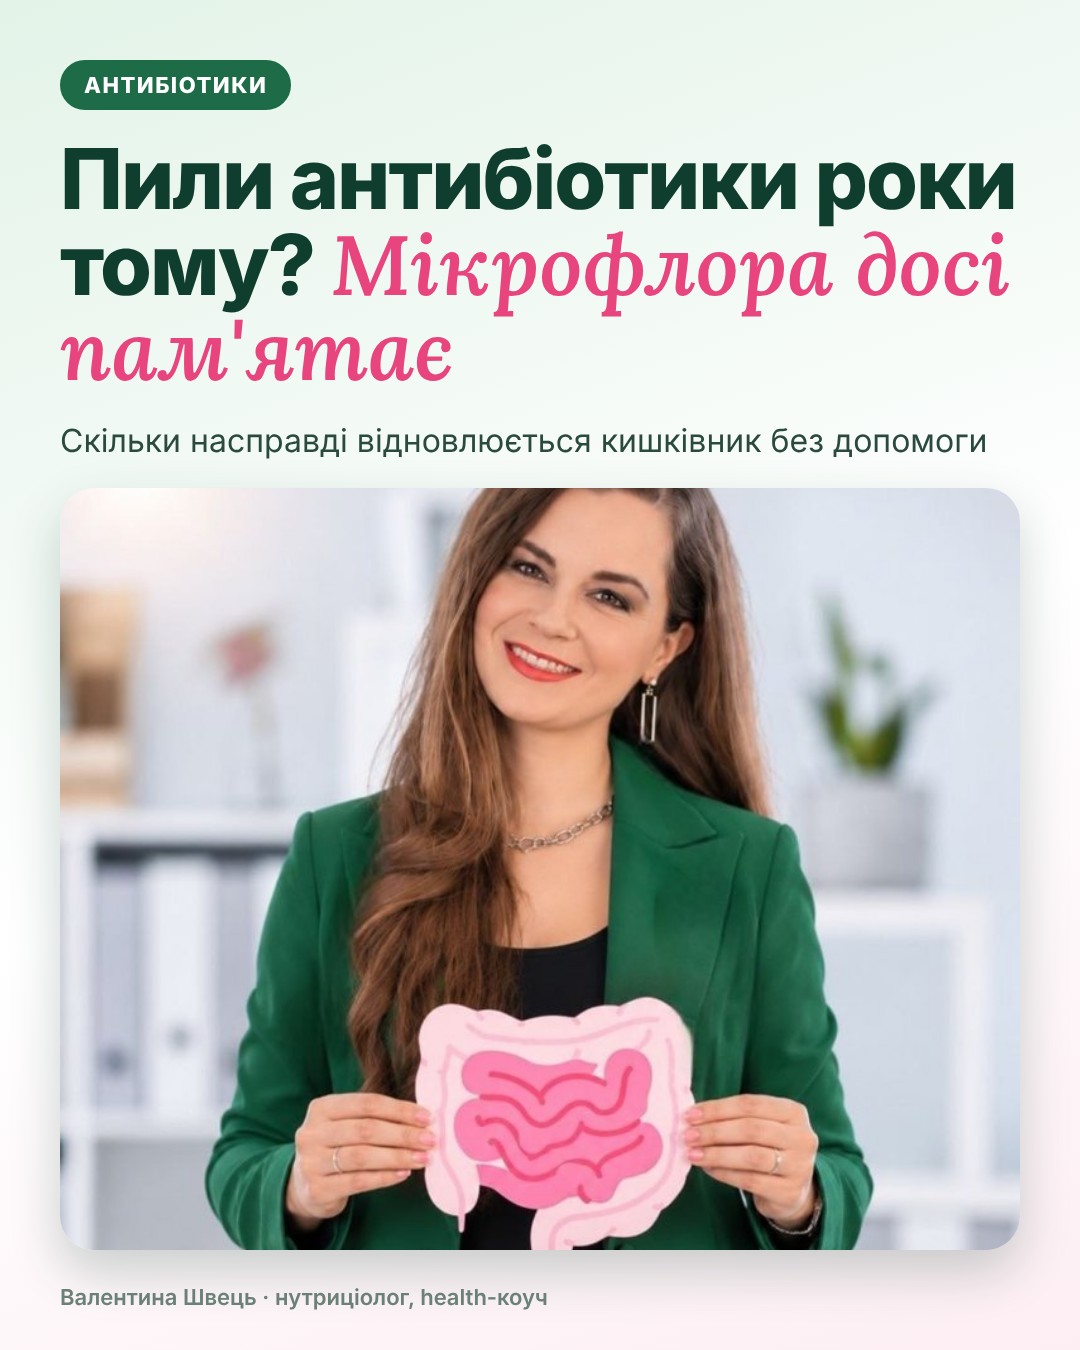 АНТИБІОТИКИ
Пили антибіотики роки
тому? Мікрофлора досі
пам'ятає
Скільки насправді відновлюється кишківник без допомоги
Валентина Швець · нутриціолог, health-коуч